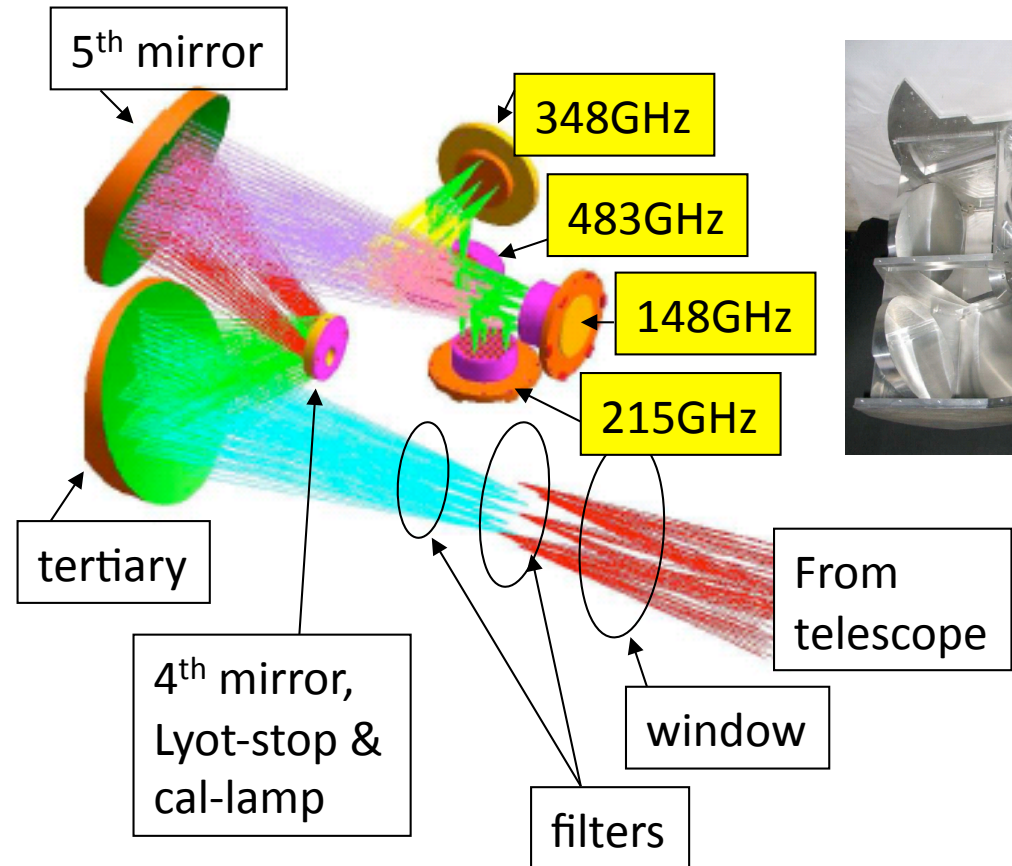 5th mirror
348GHz
483GHz
148GHz
215GHz
tertiary
From
telescope
4th mirror,
Lyot-stop &
cal-lamp
window
filters